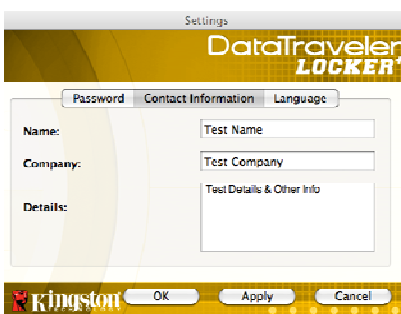 Settings
DataTraveler
LOCKER+
Password Contact Information Language
Name: Test Name
Company: Test Company
Details: Test Details & Other Info
Kingston OK Apply Cancel
TECHNOLOGY